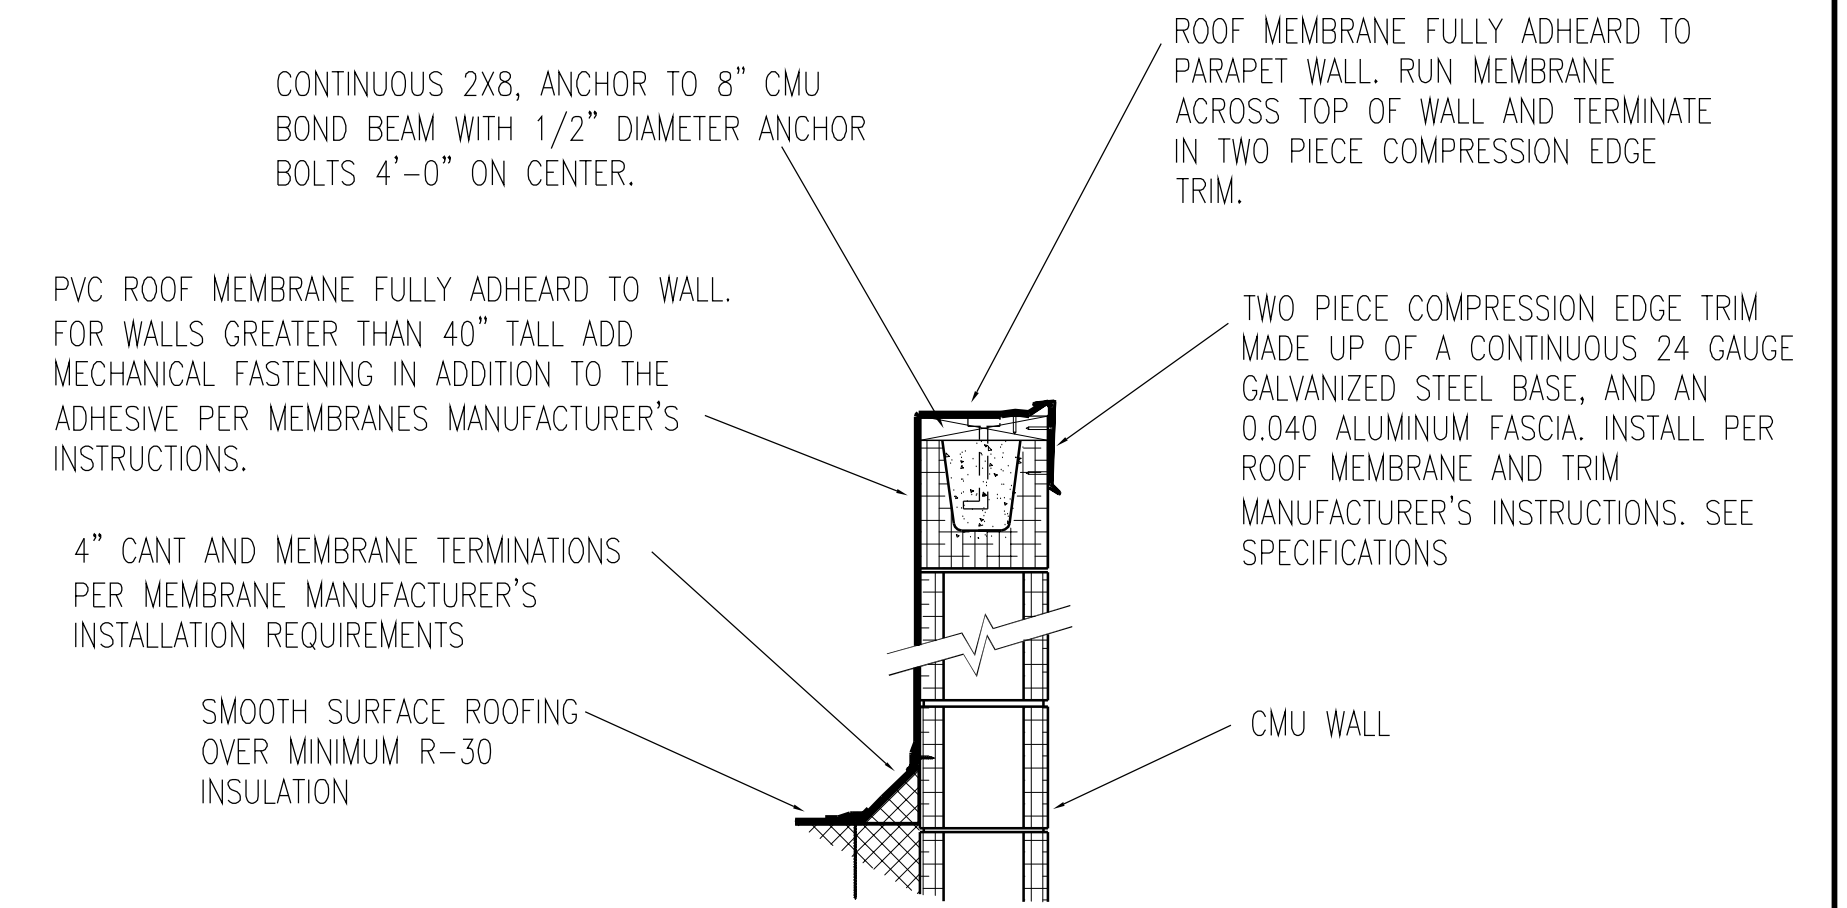 CONTINUOUS 2X8, ANCHOR TO 8" CMU
BOND BEAM WITH 1/2" DIAMETER ANCHOR
BOLTS 4'-0" ON CENTER.
PVC ROOF MEMBRANE FULLY ADHEARD TO WALL.
FOR WALLS GREATER THAN 40" TALL ADD
MECHANICAL FASTENING IN ADDITION TO THE
ADHESIVE PER MEMBRANES MANUFACTURER'S
INSTRUCTIONS.
4" CANT AND MEMBRANE TERMINATIONS
PER MEMBRANE MANUFACTURER'S
INSTALLATION REQUIREMENTS
SMOOTH SURFACE ROOFING
OVER MINIMUM R-30
INSULATION
ROOF MEMBRANE FULLY ADHEARD TO
PARAPET WALL. RUN MEMBRANE
ACROSS TOP OF WALL AND TERMINATE
IN TWO PIECE COMPRESSION EDGE
TRIM.
TWO PIECE COMPRESSION EDGE TRIM
MADE UP OF A CONTINUOUS 24 GAUGE
GALVANIZED STEEL BASE, AND AN
0.040 ALUMINUM FASCIA. INSTALL PER
ROOF MEMBRANE AND TRIM
MANUFACTURER'S INSTRUCTIONS. SEE
SPECIFICATIONS
CMU WALL